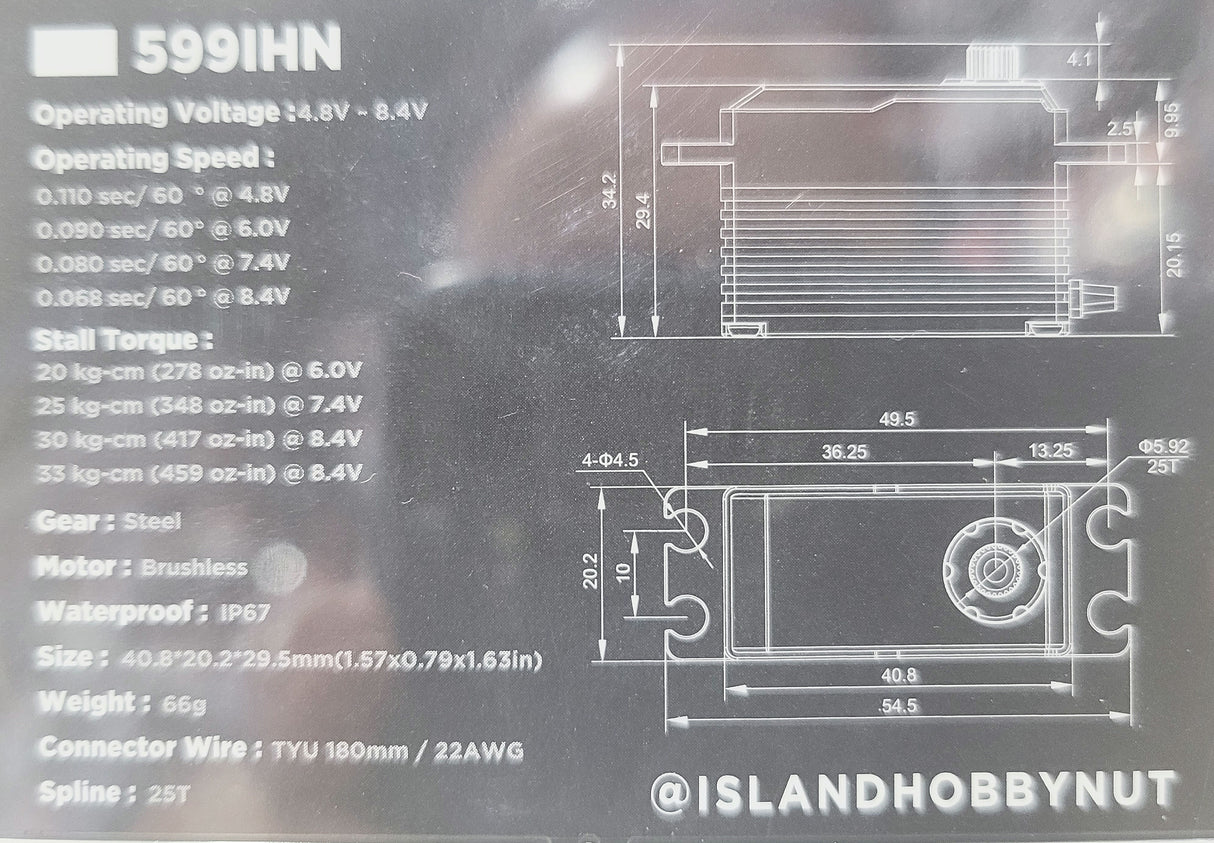 599IHN
Operating Voltage :4.8V ~ 8.4V
Operating Speed :
0.110 sec/ 60 ° @ 4.8V
0.090 sec/ 60° @ 6.0V
0.080 sec/ 60° @ 7.4V
0.068 sec/ 60° @ 8.4V
Stall Torque :
20 kg-cm (278 oz-in) @ 6.0V
25 kg-cm (348 oz-in) @ 7.4V
30 kg-cm (417 oz-in) @ 8.4V
33 kg-cm (459 oz-in) @ 8.4V
Gear : Steel
Motor : Brushless
Waterproof : IP67
Size : 40.8*20.2*29.5mm(1.57x0.79x1.63in)
Weight : 66g
Connector Wire : TYU 180mm / 22AWG
Spline : 25T
4.1
2.5
9.95
34.2
29.4
20.15
49.5
36.25
13.25
Φ5.92
25T
4-Φ4.5
20.2
10
40.8
54.5
@ISLANDHOBBYNUT